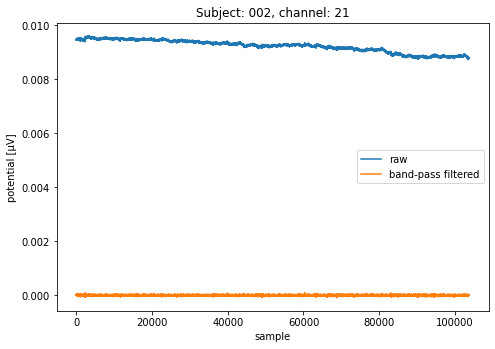 Subject: 002, channel: 21
0.010
0.008
0.006
0.004
0.002
0.000
potential [µV]
raw
band-pass filtered
0
20000
40000
60000
80000
100000
sample